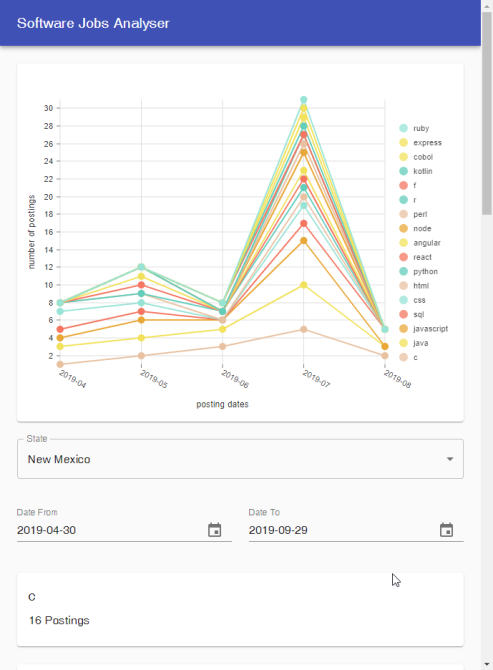 Software Jobs Analyser
30
28
26
24
22
20
18
16
14
12
10
8
6
4
2
number of postings
2019-04
2019-05
2019-06
2019-07
2019-08
posting dates
ruby
express
cobol
kotlin
f
r
perl
node
angular
react
python
html
css
sql
javascript
java
c
State
New Mexico
Date From
2019-04-30
Date To
2019-09-29
C
16 Postings